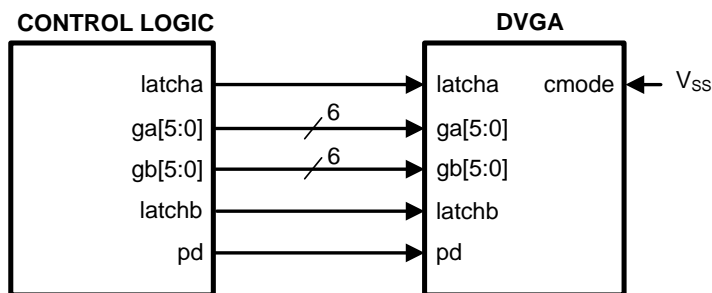 CONTROL LOGIC
DVGA
latcha
latcha
cmode
VSS
ga[5:0]
6
ga[5:0]
gb[5:0]
6
gb[5:0]
latchb
latchb
pd
pd